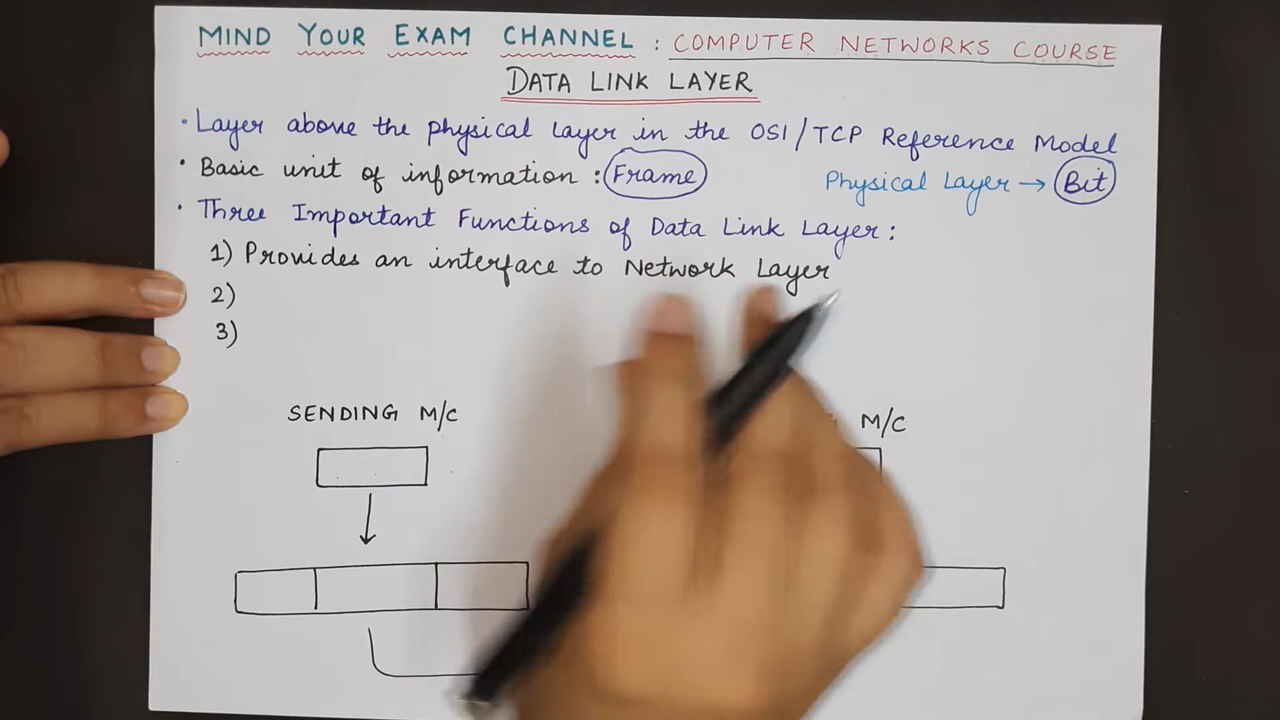 MIND YOUR EXAM CHANNEL : COMPUTER NETWORKS COURSE
DATA LINK LAYER
• Layer above the physical layer in the OSI/TCP Reference Model
• Basic unit of information : Frame Physical Layer → Bit
• Three Important Functions of Data Link Layer :
1) Provides an interface to Network Layer
2)
3)
SENDING M/C M/C